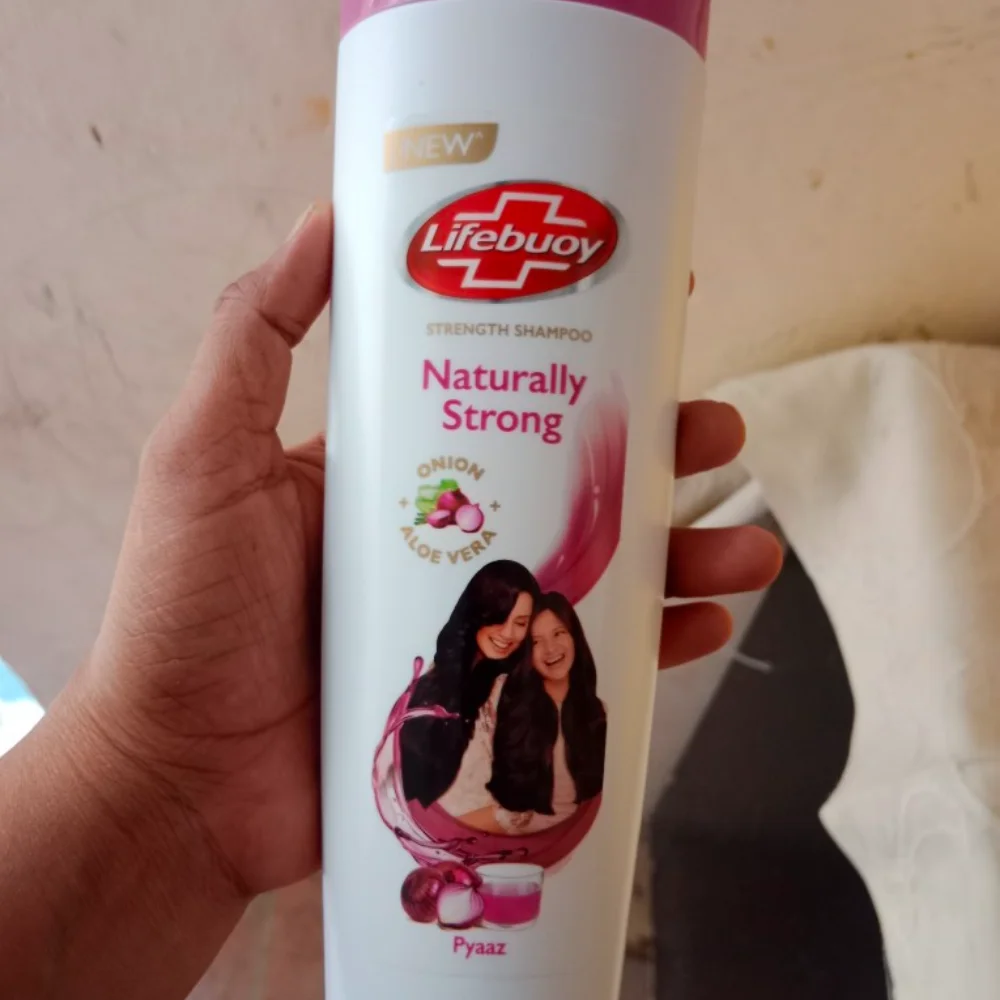 NEW^
Lifebuoy
STRENGTH SHAMPOO
Naturally
Strong
ONION
+ +
ALOE VERA
Pyaaz